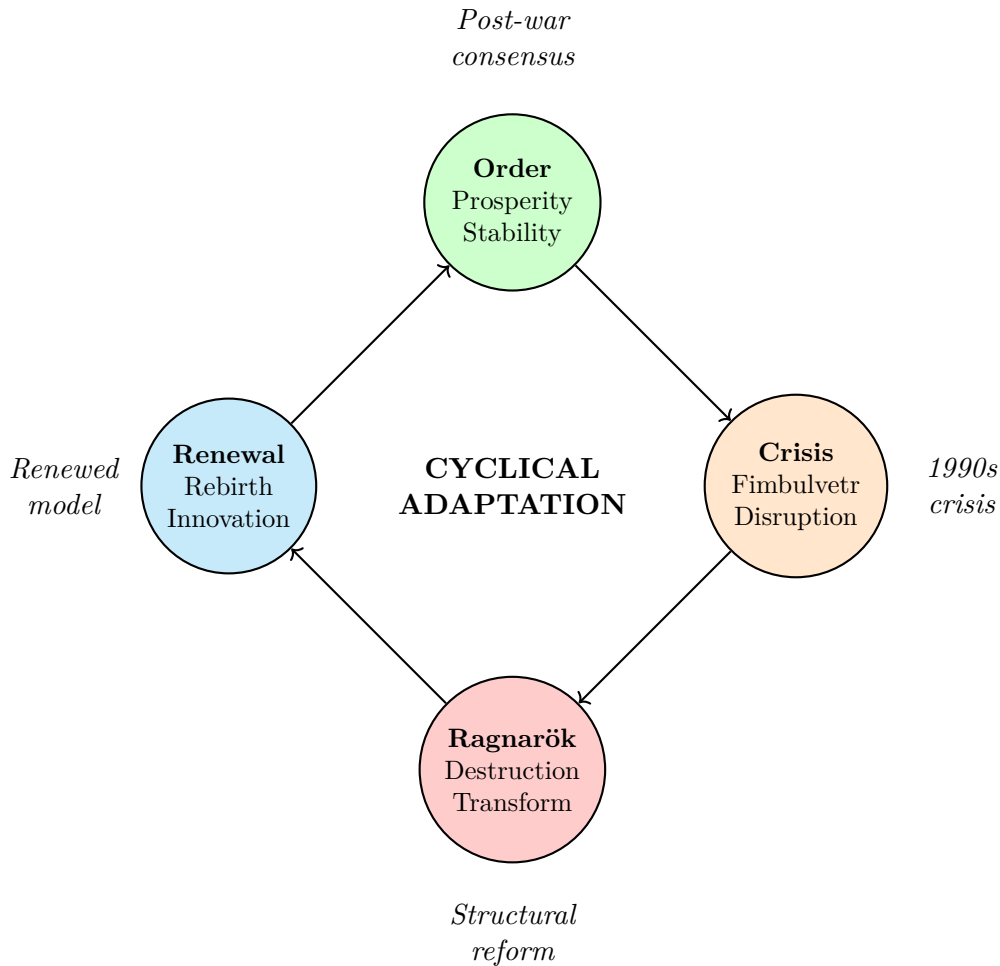 Post-war
consensus
Order
Prosperity
Stability
Renewed
model
Renewal
Rebirth
Innovation
CYCLICAL
ADAPTATION
Crisis
Fimbulvetr
Disruption
1990s
crisis
Ragnarök
Destruction
Transform
Structural
reform